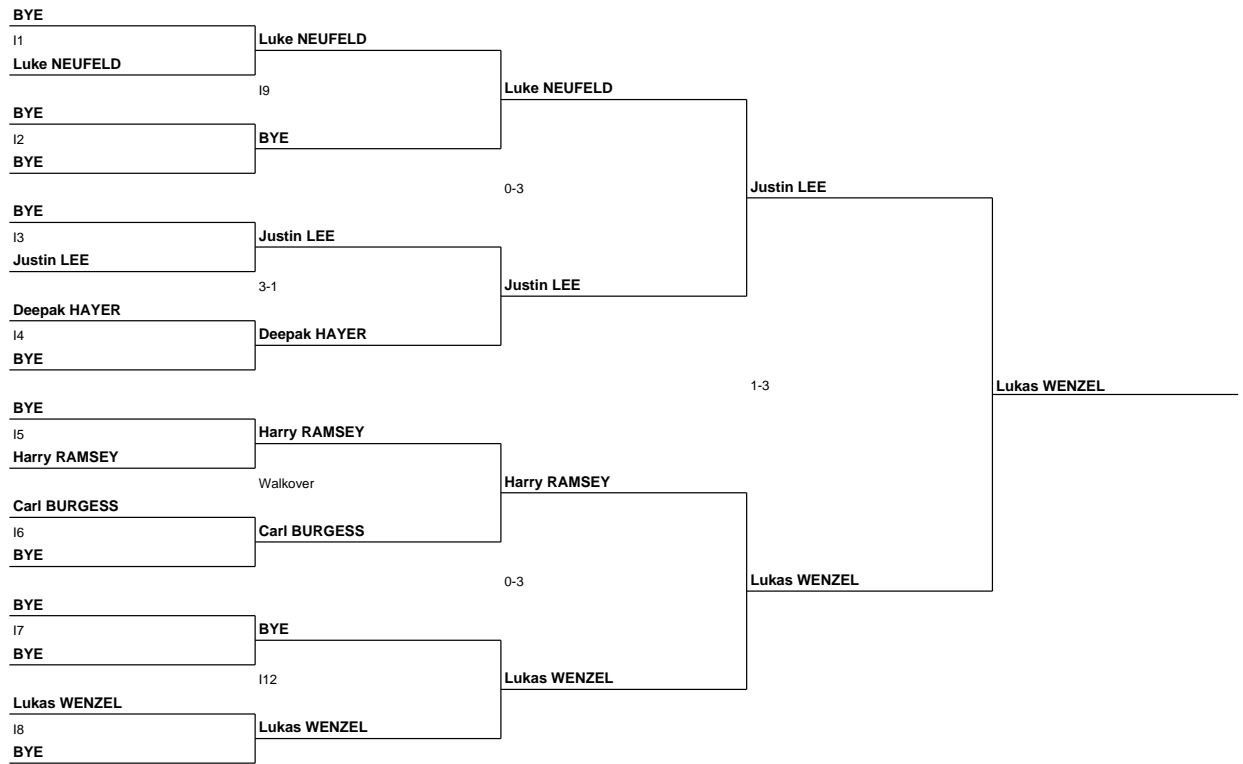 BYE
I1
Luke NEUFELD
Luke NEUFELD
I9
Luke NEUFELD
BYE
I2
BYE
BYE
0-3
Justin LEE
BYE
I3
Justin LEE
Justin LEE
3-1
Justin LEE
Deepak HAYER
I4
Deepak HAYER
BYE
1-3
Lukas WENZEL
BYE
I5
Harry RAMSEY
Harry RAMSEY
Walkover
Harry RAMSEY
Carl BURGESS
I6
Carl BURGESS
BYE
0-3
Lukas WENZEL
BYE
I7
BYE
BYE
I12
Lukas WENZEL
Lukas WENZEL
I8
Lukas WENZEL
BYE